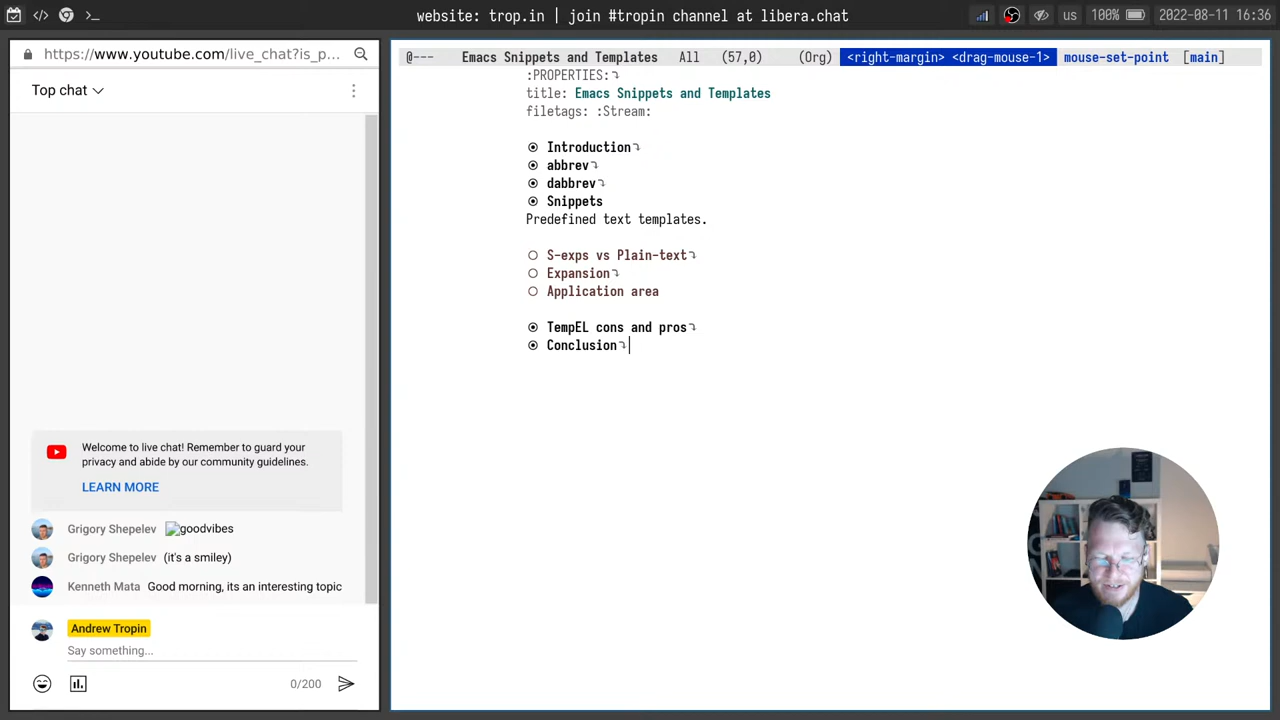 website: trop.in | join #tropin channel at libera.chat
us 100% 2022-08-11 16:36
https://www.youtube.com/live_chat?is_p...
Top chat
Welcome to live chat! Remember to guard your
privacy and abide by our community guidelines.
LEARN MORE
Grigory Shepelev goodvibes
Grigory Shepelev (it's a smiley)
Kenneth Mata Good morning, its an interesting topic
Andrew Tropin
Say something...
0/200
@--- Emacs Snippets and Templates All (57,0) (Org) <right-margin> <drag-mouse-1> mouse-set-point [main]
:PROPERTIES:
title: Emacs Snippets and Templates
filetags: :Stream:
Introduction
abbrev
dabbrev
Snippets
Predefined text templates.
S-exps vs Plain-text
Expansion
Application area
TempEL cons and pros
Conclusion